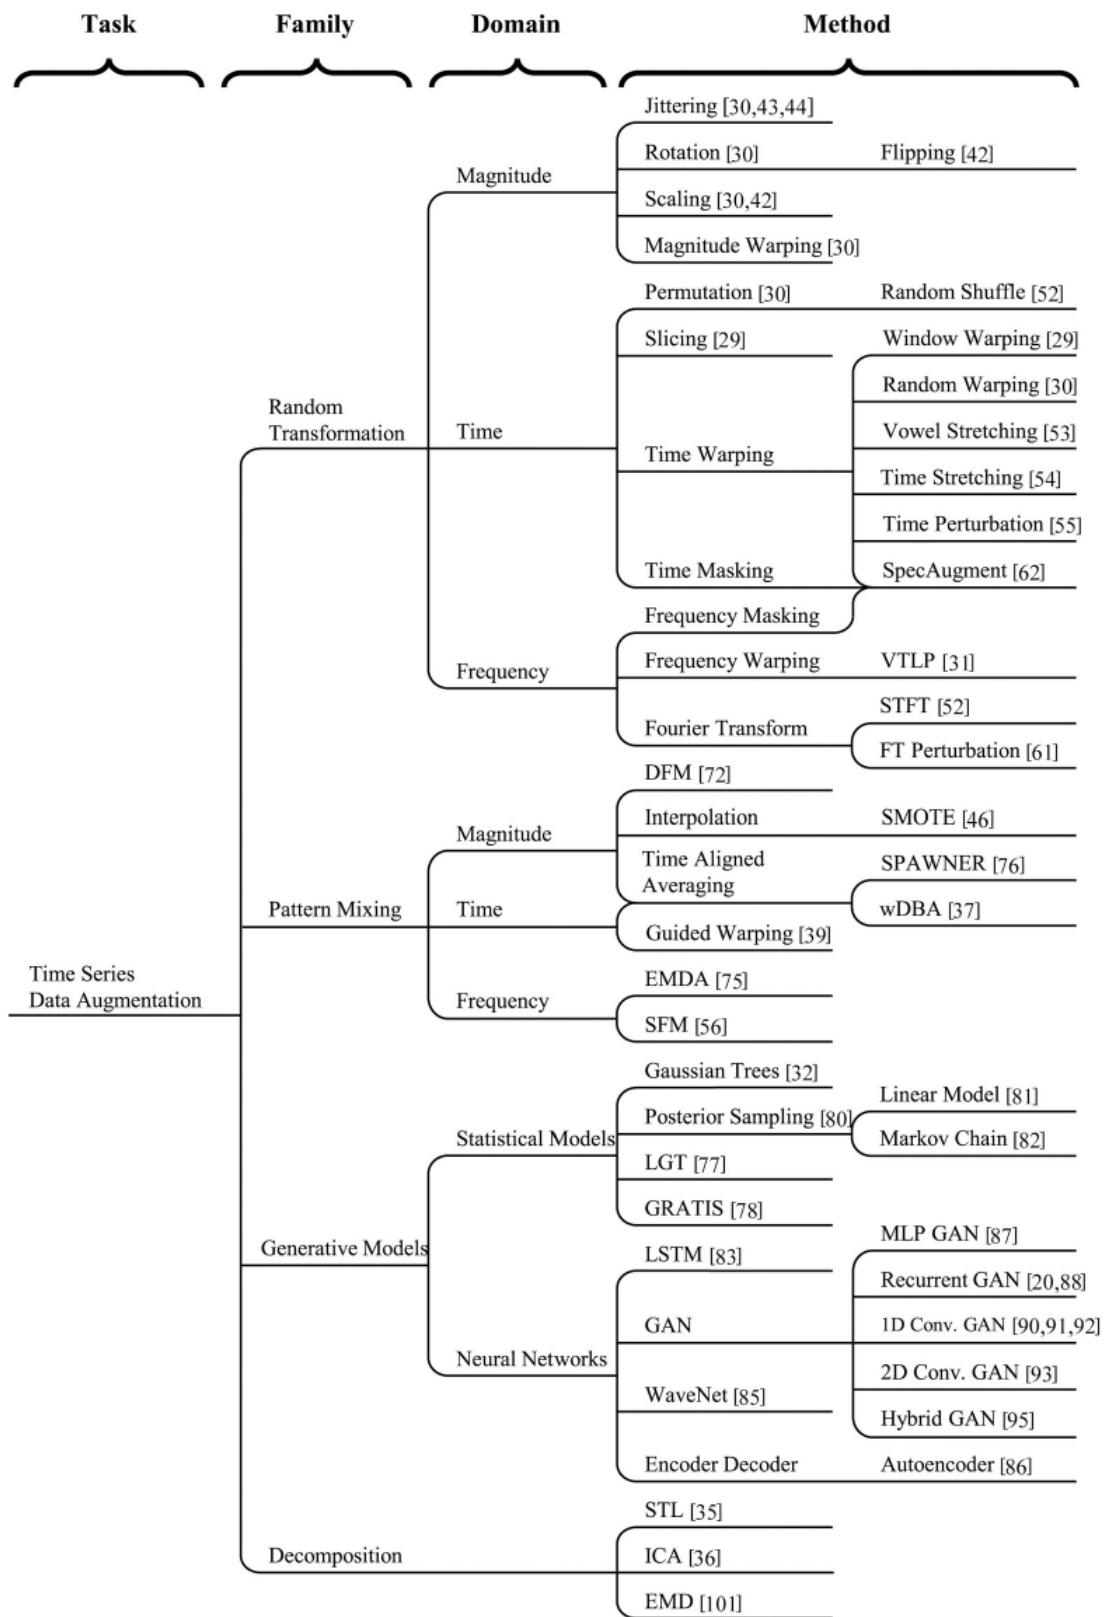 Task Family Domain Method
Jittering [30,43,44]
Rotation [30] Flipping [42]
Magnitude
Scaling [30,42]
Magnitude Warping [30]
Permutation [30] Random Shuffle [52]
Slicing [29] Window Warping [29]
Random Warping [30]
Random
Transformation
Time
Vowel Stretching [53]
Time Warping
Time Stretching [54]
Time Perturbation [55]
Time Masking SpecAugment [62]
Frequency Masking
Frequency
Frequency Warping VTLP [31]
STFT [52]
Fourier Transform
FT Perturbation [61]
DFM [72]
Interpolation SMOTE [46]
Magnitude
Time Aligned
Averaging
SPAWNER [76]
wDBA [37]
Pattern Mixing
Time
Guided Warping [39]
Time Series
Data Augmentation
EMDA [75]
Frequency
SFM [56]
Gaussian Trees [32]
Linear Model [81]
Posterior Sampling [80]
Markov Chain [82]
Statistical Models
LGT [77]
GRATIS [78]
Generative Models
MLP GAN [87]
LSTM [83]
Recurrent GAN [20,88]
GAN 1D Conv. GAN [90,91,92]
Neural Networks
2D Conv. GAN [93]
WaveNet [85]
Hybrid GAN [95]
Encoder Decoder Autoencoder [86]
STL [35]
Decomposition
ICA [36]
EMD [101]